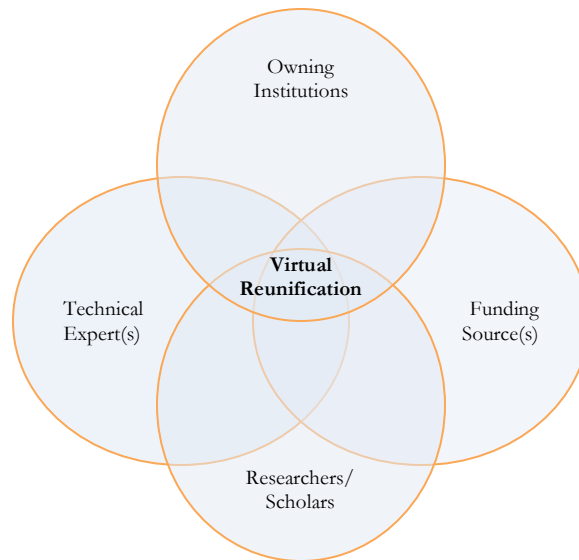 Owning
Institutions
Virtual
Reunification
Technical
Expert(s)
Funding
Source(s)
Researchers/
Scholars